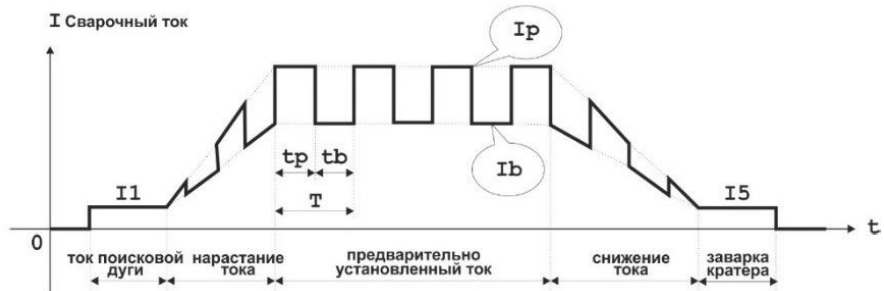 I Сварочный ток
Ip
tp
tb
Ib
T
I1
I5
0
t
ток поисковой
дуги
нарастание
тока
предварительно
установленный ток
снижение
тока
заварка
кратера